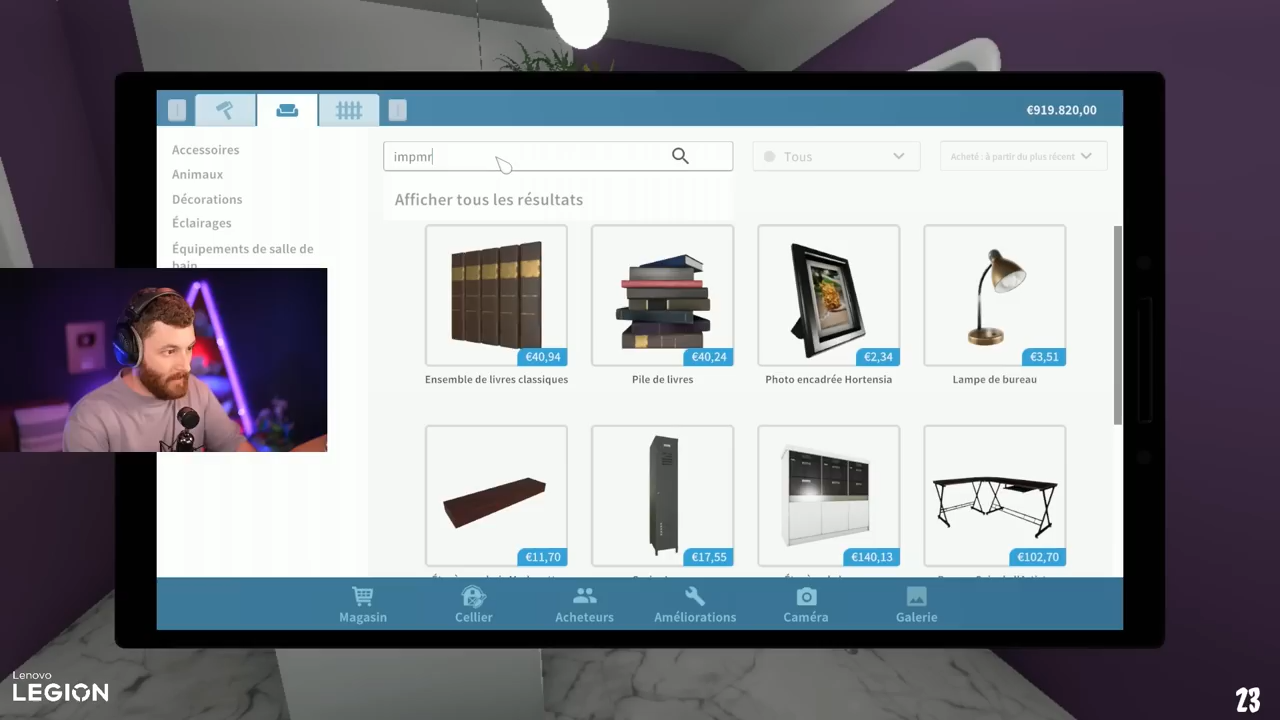 €919.820,00
Accessoires
Animaux
Décorations
Éclairages
Équipements de salle de
bain
impmr
Tous
Acheté : à partir du plus récent
Afficher tous les résultats
€40,94
€40,24
€2,34
€3,51
Ensemble de livres classiques
Pile de livres
Photo encadrée Hortensia
Lampe de bureau
€11,70
€17,55
€140,13
€102,70
Magasin
Cellier
Acheteurs
Améliorations
Caméra
Galerie
Lenovo
LEGION
23